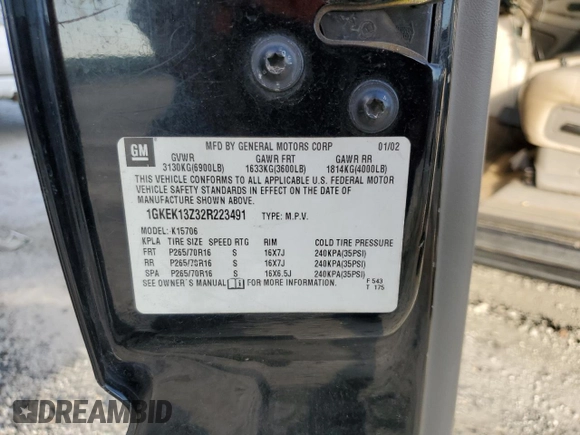 GM
MFD BY GENERAL MOTORS CORP 01/02
GVWR GAWR FRT GAWR RR
3130KG(6900LB) 1633KG(3600LB) 1814KG(4000LB)
THIS VEHICLE CONFORMS TO ALL APPLICABLE U.S. FEDERAL MOTOR
VEHICLE SAFETY STANDARDS IN EFFECT ON THE DATE OF
MANUFACTURE SHOWN ABOVE.
1GKEK13Z32R223491 TYPE: M.P.V.
MODEL: K15706
KPLA TIRE SIZE SPEED RTG RIM COLD TIRE PRESSURE
FRT P265/70R16 S 16X7J 240KPA(35PSI)
RR P265/70R16 S 16X7J 240KPA(35PSI)
SPA P265/70R16 S 16X6.5J 240KPA(35PSI)
SEE OWNER'S MANUAL FOR MORE INFORMATION.
F 543
T 175
DREAMBID